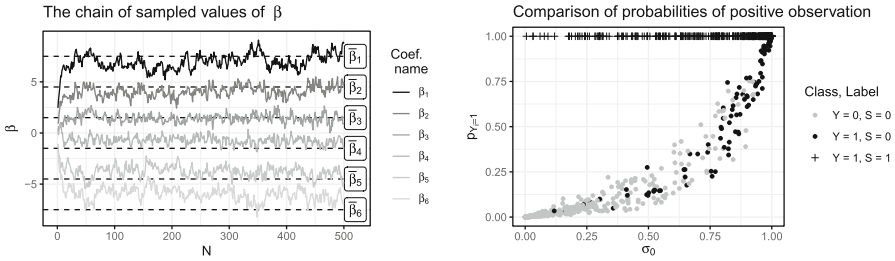 The chain of sampled values of β
5
0
−5
β
0
100
200
300
400
500
N
β̅₁
β̅₂
β̅₃
β̅₄
β̅₅
β̅₆
Coef.
name
β₁
β₂
β₃
β₄
β₅
β₆
Comparison of probabilities of positive observation
1.00
0.75
0.50
0.25
0.00
p_{Y_i=1}
0.00
0.25
0.50
0.75
1.00
σ₀
Class, Label
Y = 0, S = 0
Y = 1, S = 0
Y = 1, S = 1